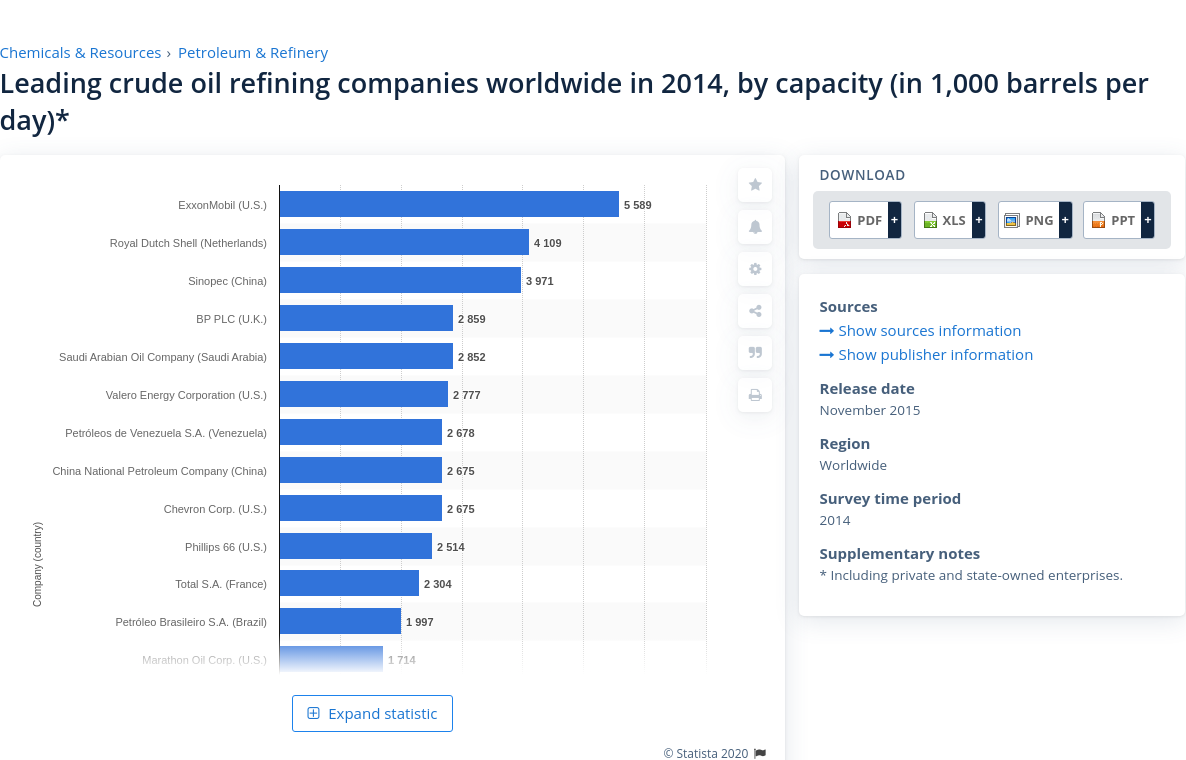 Chemicals & Resources › Petroleum & Refinery
Leading crude oil refining companies worldwide in 2014, by capacity (in 1,000 barrels per
day)*
ExxonMobil (U.S.) 5 589
Royal Dutch Shell (Netherlands) 4 109
Sinopec (China) 3 971
BP PLC (U.K.) 2 859
Saudi Arabian Oil Company (Saudi Arabia) 2 852
Valero Energy Corporation (U.S.) 2 777
Petróleos de Venezuela S.A. (Venezuela) 2 678
China National Petroleum Company (China) 2 675
Chevron Corp. (U.S.) 2 675
Phillips 66 (U.S.) 2 514
Total S.A. (France) 2 304
Petróleo Brasileiro S.A. (Brazil) 1 997
Marathon Oil Corp. (U.S.) 1 714
Company (country)
Expand statistic
© Statista 2020
DOWNLOAD
PDF + XLS + PNG + PPT +
Sources
Show sources information
Show publisher information
Release date
November 2015
Region
Worldwide
Survey time period
2014
Supplementary notes
* Including private and state-owned enterprises.